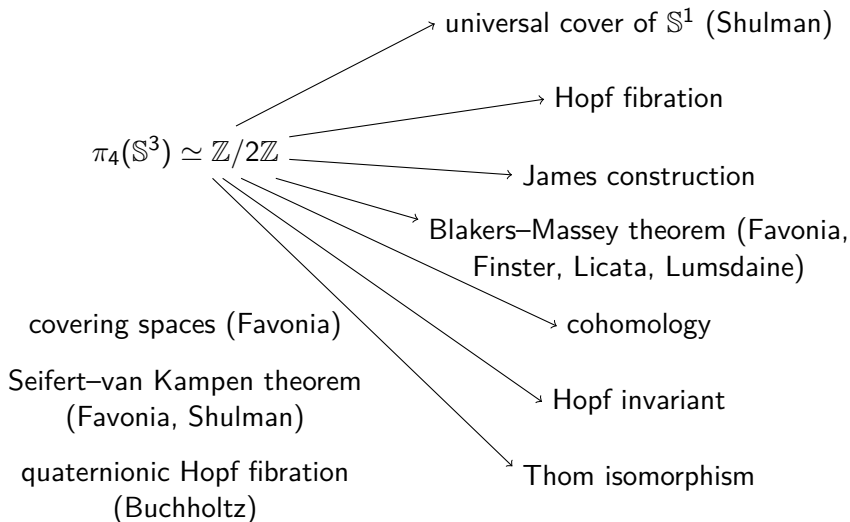 universal cover of 𝕊¹ (Shulman)
Hopf fibration
π₄(𝕊³) ≃ ℤ/2ℤ
James construction
Blakers–Massey theorem (Favonia,
Finster, Licata, Lumsdaine)
covering spaces (Favonia)
cohomology
Seifert–van Kampen theorem
(Favonia, Shulman)
Hopf invariant
quaternionic Hopf fibration
(Buchholtz)
Thom isomorphism